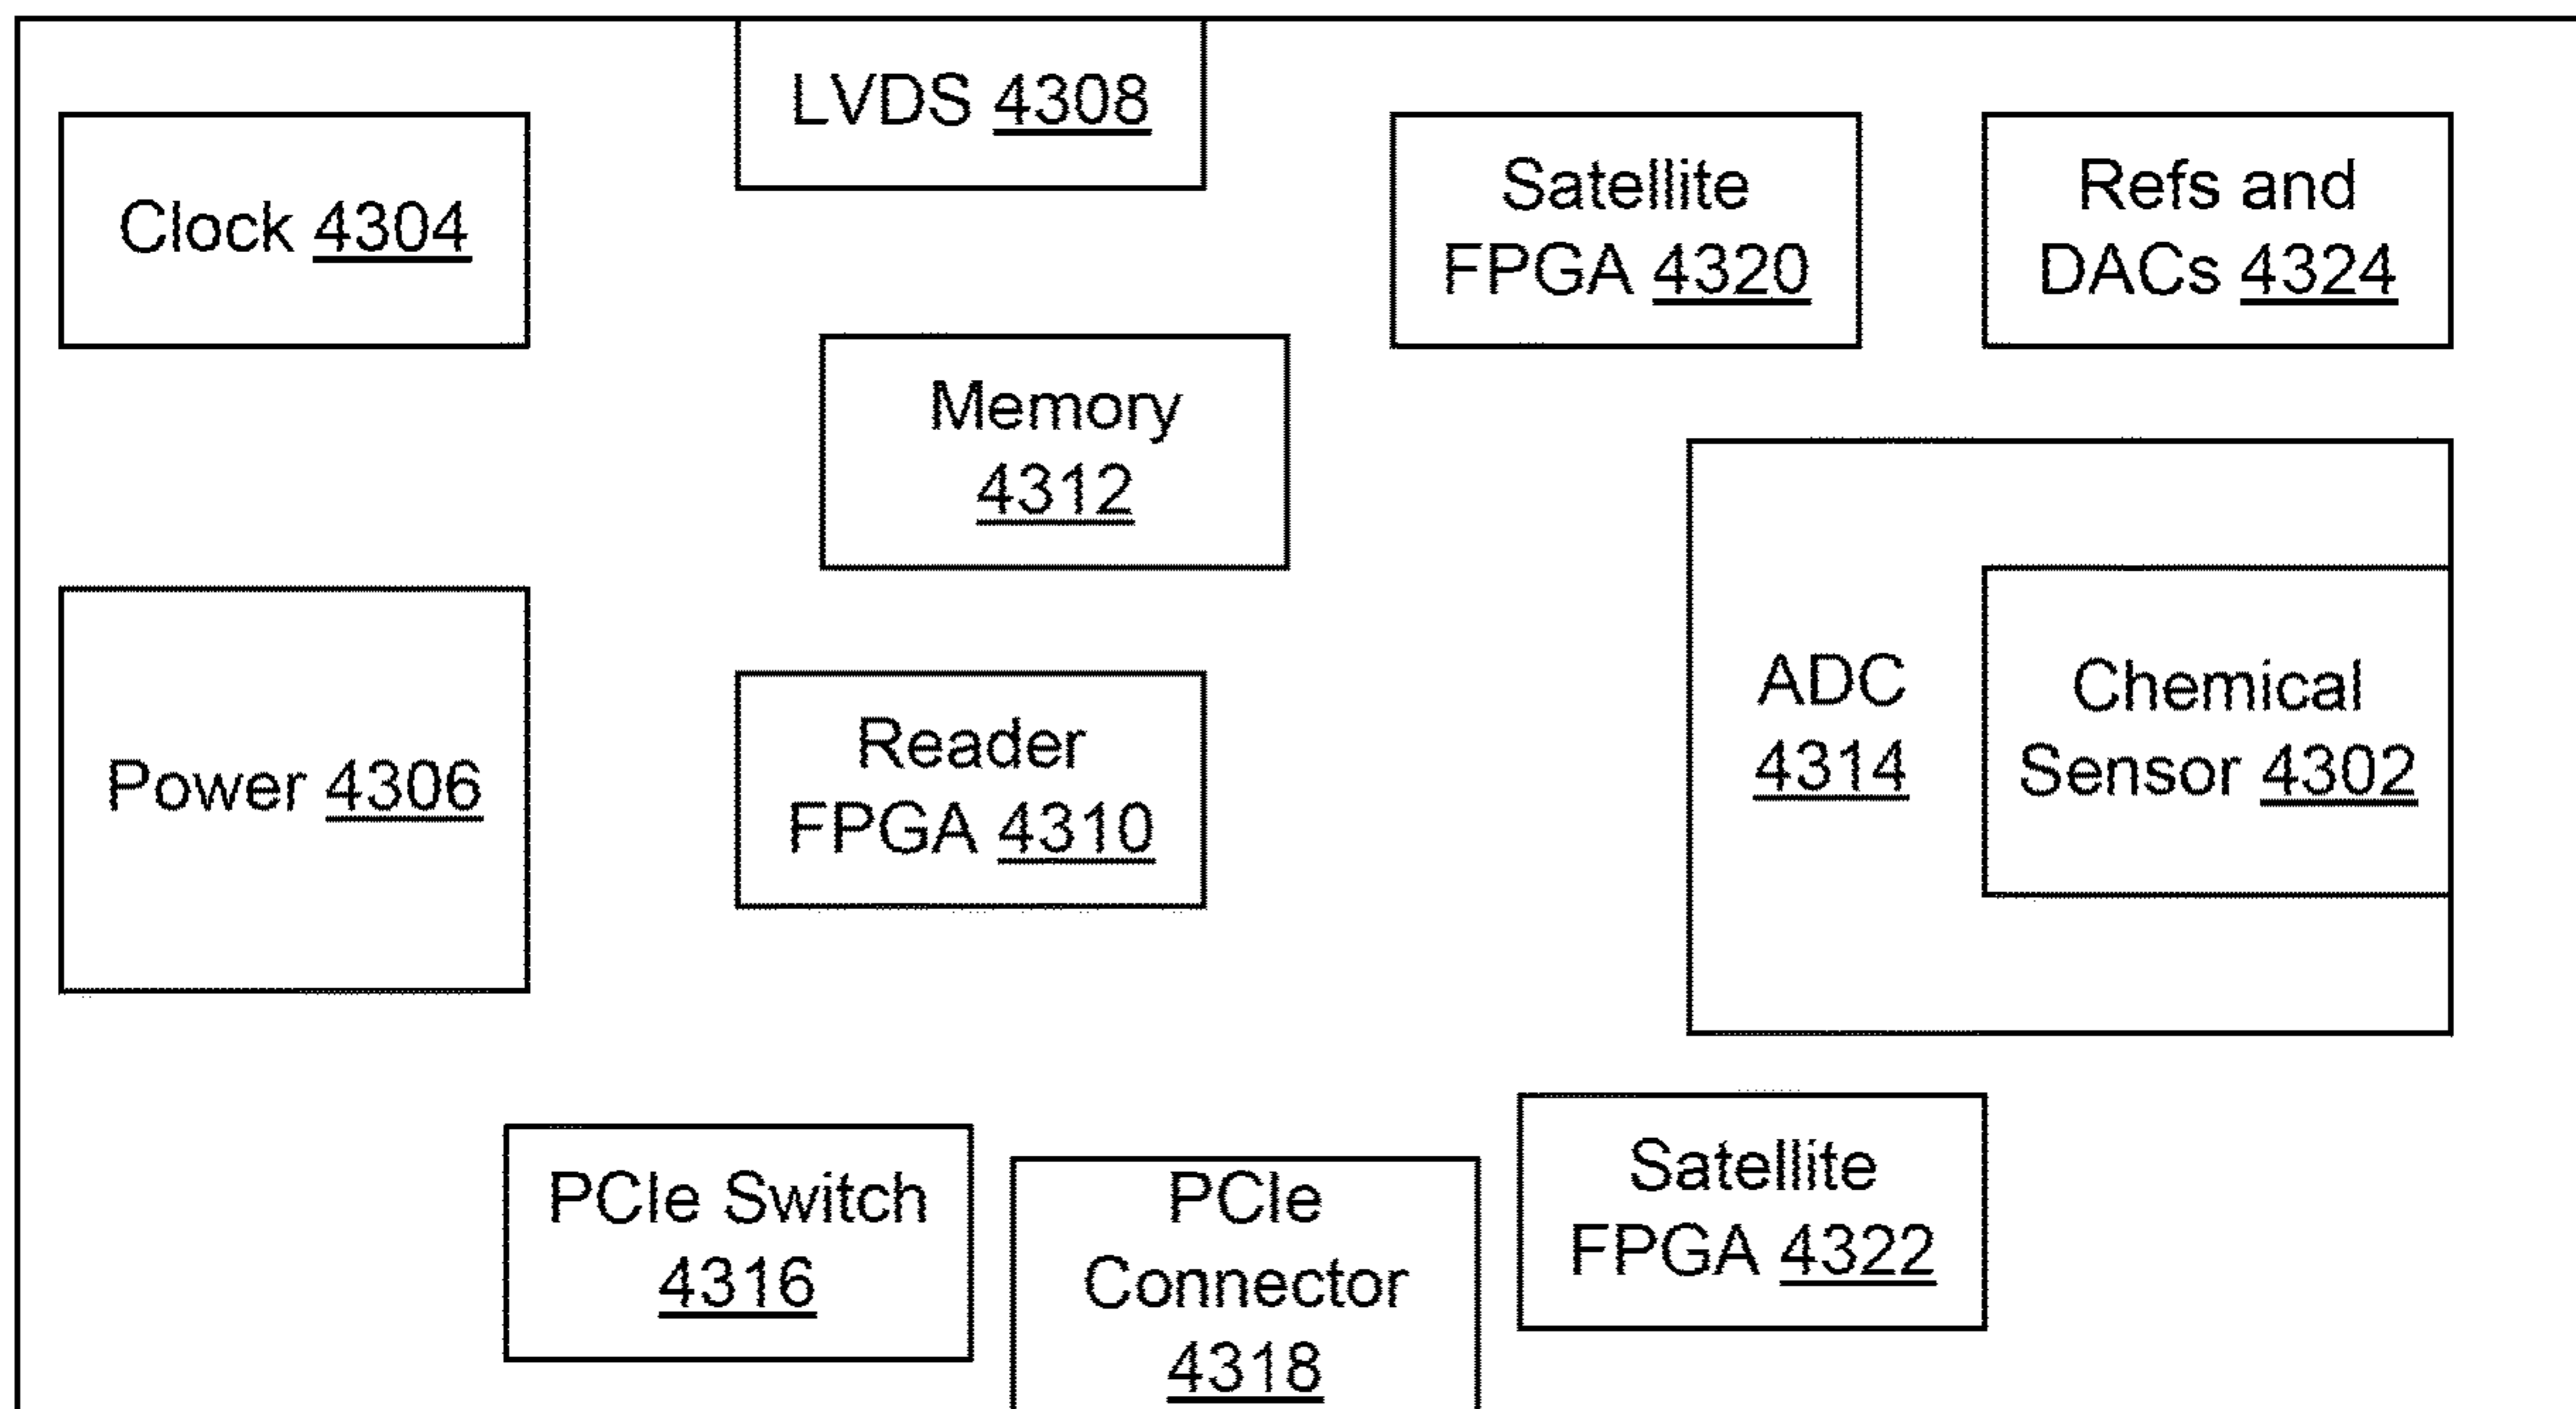 LVDS 4308
Clock 4304
Satellite
FPGA 4320
Refs and
DACs 4324
Memory
4312
Power 4306
Reader
FPGA 4310
ADC
4314
Chemical
Sensor 4302
PCIe Switch
4316
PCIe
Connector
4318
Satellite
FPGA 4322